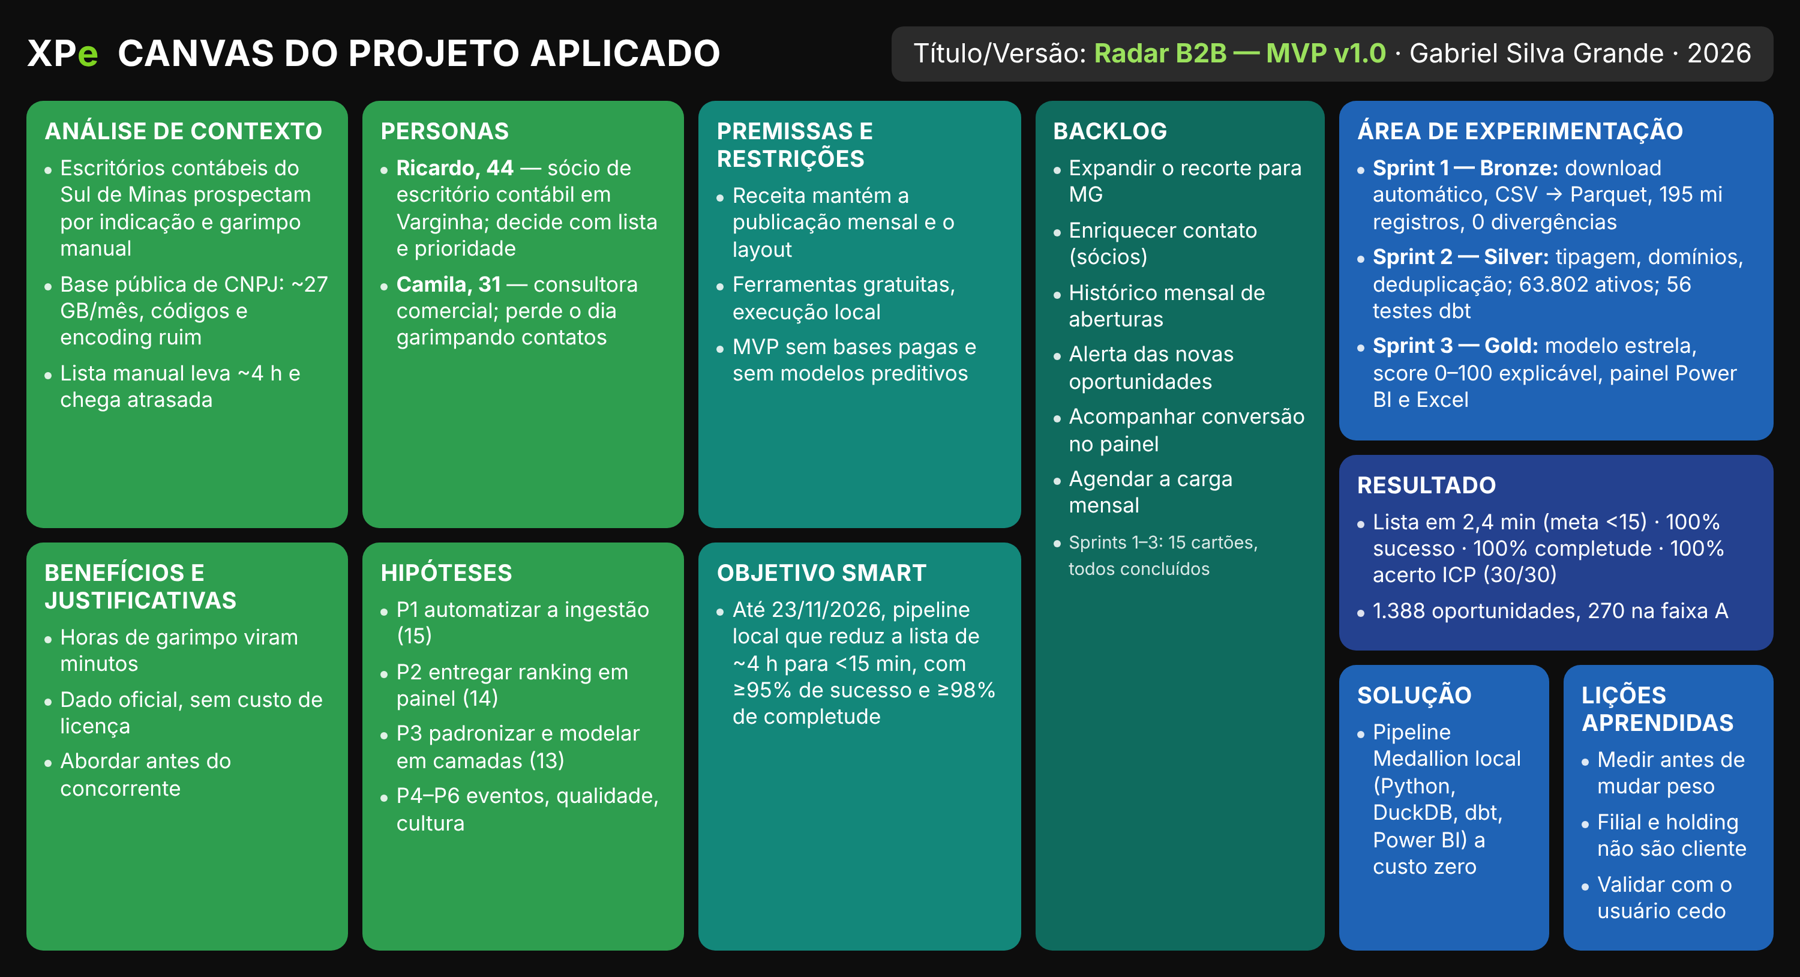 XPe CANVAS DO PROJETO APLICADO
Título/Versão: Radar B2B — MVP v1.0 · Gabriel Silva Grande · 2026
ANÁLISE DE CONTEXTO
• Escritórios contábeis do
Sul de Minas prospectam
por indicação e garimpo
manual
• Base pública de CNPJ: ~27
GB/mês, códigos e
encoding ruim
• Lista manual leva ~4 h e
chega atrasada
PERSONAS
• Ricardo, 44 — sócio de
escritório contábil em
Varginha; decide com lista
e prioridade
• Camila, 31 — consultora
comercial; perde o dia
garimpando contatos
PREMISSAS E
RESTRIÇÕES
• Receita mantém a
publicação mensal e o
layout
• Ferramentas gratuitas,
execução local
• MVP sem bases pagas e
sem modelos preditivos
BACKLOG
• Expandir o recorte para
MG
• Enriquecer contato
(sócios)
• Histórico mensal de
aberturas
• Alerta das novas
oportunidades
• Acompanhar conversão
no painel
• Agendar a carga
mensal
• Sprints 1–3: 15 cartões,
todos concluídos
ÁREA DE EXPERIMENTAÇÃO
• Sprint 1 — Bronze: download
automático, CSV → Parquet, 195 mi
registros, 0 divergências
• Sprint 2 — Silver: tipagem, domínios,
deduplicação; 63.802 ativos; 56
testes dbt
• Sprint 3 — Gold: modelo estrela,
score 0–100 explicável, painel Power
BI e Excel
BENEFÍCIOS E
JUSTIFICATIVAS
• Horas de garimpo viram
minutos
• Dado oficial, sem custo de
licença
• Abordar antes do
concorrente
HIPÓTESES
• P1 automatizar a ingestão
(15)
• P2 entregar ranking em
painel (14)
• P3 padronizar e modelar
em camadas (13)
• P4–P6 eventos, qualidade,
cultura
OBJETIVO SMART
• Até 23/11/2026, pipeline
local que reduz a lista de
~4 h para <15 min, com
≥95% de sucesso e ≥98%
de completude
RESULTADO
• Lista em 2,4 min (meta <15) · 100%
sucesso · 100% completude · 100%
acerto ICP (30/30)
• 1.388 oportunidades, 270 na faixa A
SOLUÇÃO
• Pipeline
Medallion local
(Python,
DuckDB, dbt,
Power BI) a
custo zero
LIÇÕES
APRENDIDAS
• Medir antes de
mudar peso
• Filial e holding
não são cliente
• Validar com o
usuário cedo